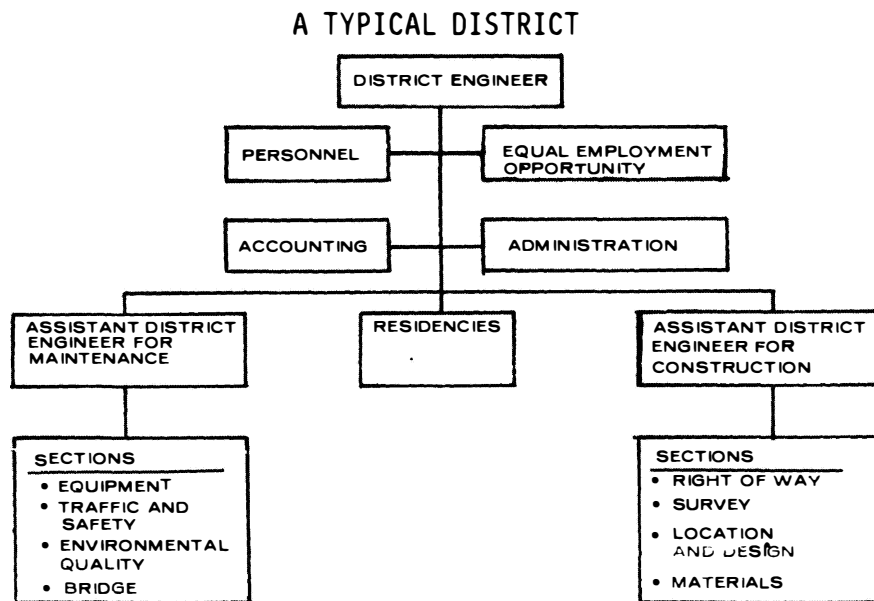 A TYPICAL DISTRICT
DISTRICT ENGINEER
PERSONNEL
EQUAL EMPLOYMENT
OPPORTUNITY
ACCOUNTING
ADMINISTRATION
ASSISTANT DISTRICT
ENGINEER FOR
MAINTENANCE
RESIDENCIES
ASSISTANT DISTRICT
ENGINEER FOR
CONSTRUCTION
SECTIONS
• EQUIPMENT
• TRAFFIC AND
SAFETY
• ENVIRONMENTAL
QUALITY
• BRIDGE
SECTIONS
• RIGHT OF WAY
• SURVEY
• LOCATION
AND DESIGN
• MATERIALS